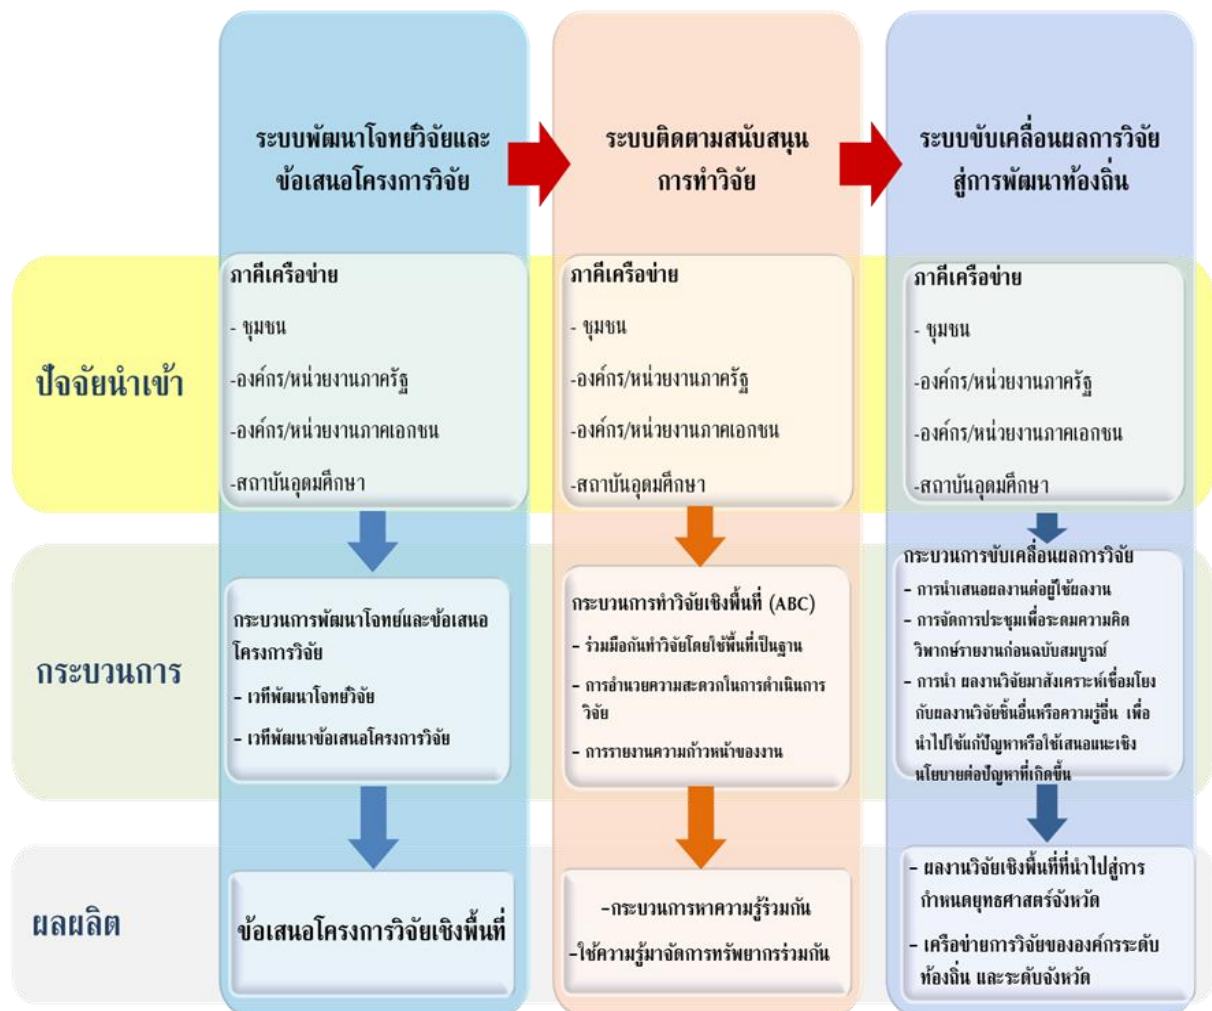 ระบบพัฒนาโจทย์วิจัยและ
ข้อเสนอโครงการวิจัย
ระบบติดตามสนับสนุน
การทำวิจัย
ระบบขับเคลื่อนผลการวิจัย
สู่การพัฒนาท้องถิ่น
ปัจจัยนำเข้า
ภาคีเครือข่าย
- ชุมชน
-องค์กร/หน่วยงานภาครัฐ
-องค์กร/หน่วยงานภาคเอกชน
-สถาบันอุดมศึกษา
ภาคีเครือข่าย
- ชุมชน
-องค์กร/หน่วยงานภาครัฐ
-องค์กร/หน่วยงานภาคเอกชน
-สถาบันอุดมศึกษา
ภาคีเครือข่าย
- ชุมชน
-องค์กร/หน่วยงานภาครัฐ
-องค์กร/หน่วยงานภาคเอกชน
-สถาบันอุดมศึกษา
กระบวนการ
กระบวนการพัฒนาโจทย์และข้อเสนอ
โครงการวิจัย
- เวทีพัฒนาโจทย์วิจัย
- เวทีพัฒนาข้อเสนอโครงการวิจัย
กระบวนการทำวิจัยเชิงพื้นที่ (ABC)
- ร่วมมือกันทำวิจัยโดยใช้พื้นที่เป็นฐาน
- การอำนวยความสะดวกในการดำเนินการ
วิจัย
- การรายงานความก้าวหน้าของงาน
กระบวนการขับเคลื่อนผลการวิจัย
- การนำเสนอผลงานต่อผู้ใช้ผลงาน
- การจัดการประชุมเพื่อระดมความคิด
วิพากษ์รายงานก่อนฉบับสมบูรณ์
- การนำ ผลงานวิจัยมาสังเคราะห์เชื่อมโยง
กับผลงานวิจัยชิ้นอื่นหรือความรู้อื่น เพื่อ
นำไปใช้แก้ปัญหาหรือใช้เสนอแนะเชิง
นโยบายต่อปัญหาที่เกิดขึ้น
ผลผลิต
ข้อเสนอโครงการวิจัยเชิงพื้นที่
-กระบวนการหาความรู้ร่วมกัน
-ใช้ความรู้มาจัดการทรัพยากรร่วมกัน
- ผลงานวิจัยเชิงพื้นที่ที่นำไปสู่การ
กำหนดยุทธศาสตร์จังหวัด
- เครือข่ายการวิจัยขององค์กรระดับ
ท้องถิ่น และระดับจังหวัด